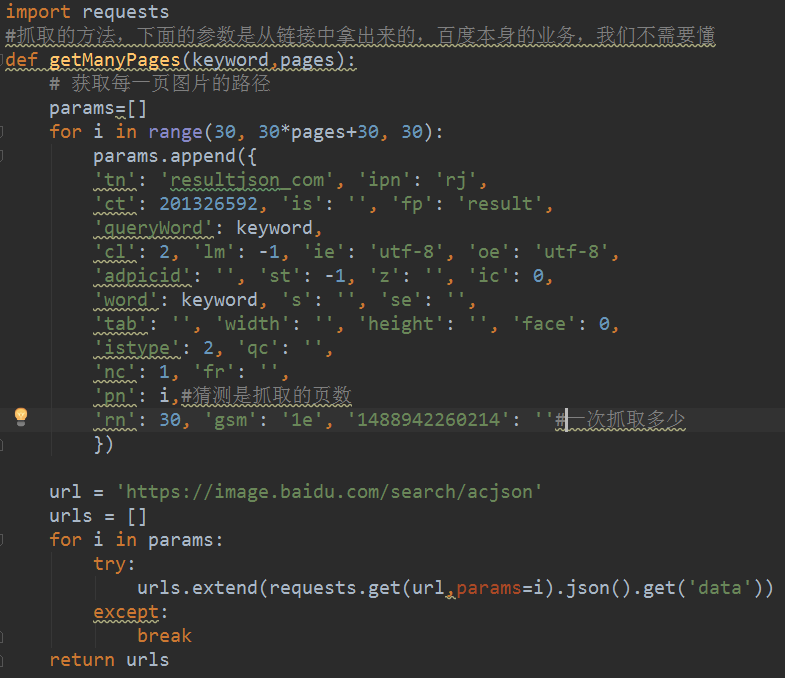 import requests
#抓取的方法，下面的参数是从链接中拿出来的，百度本身的业务，我们不需要懂
def getManyPages(keyword,pages):
    # 获取每一页图片的路径
    params=[]
    for i in range(30, 30*pages+30, 30):
        params.append({
        'tn': 'resultjson_com', 'ipn': 'rj',
        'ct': 201326592, 'is': '', 'fp': 'result',
        'queryWord': keyword,
        'cl': 2, 'lm': -1, 'ie': 'utf-8', 'oe': 'utf-8',
        'adpicid': '', 'st': -1, 'z': '', 'ic': 0,
        'word': keyword, 's': '', 'se': '',
        'tab': '', 'width': '', 'height': '', 'face': 0,
        'istype': 2, 'qc': '',
        'nc': 1, 'fr': '',
        'pn': i,#猜测是抓取的页数
        'rn': 30, 'gsm': '1e', '1488942260214': ''#一次抓取多少
        })
    url = 'https://image.baidu.com/search/acjson'
    urls = []
    for i in params:
        try:
            urls.extend(requests.get(url,params=i).json().get('data'))
        except:
            break
    return urls